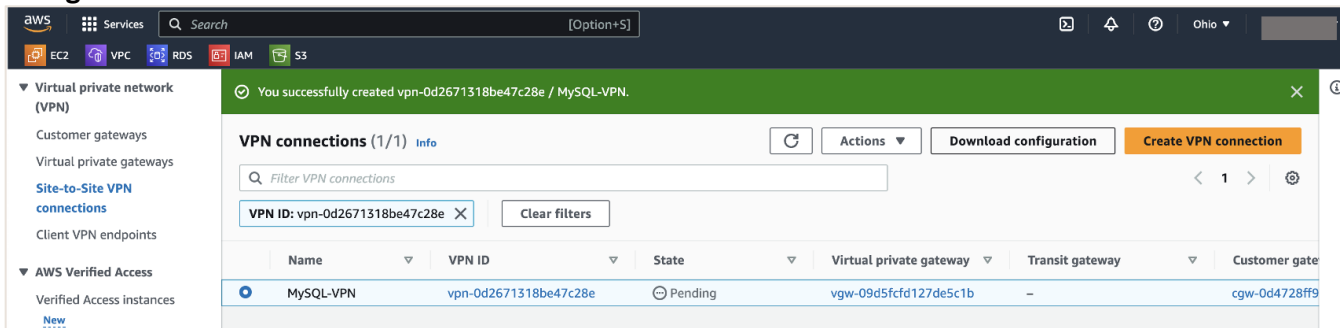 aws Services Search [Option+S] Ohio
EC2 VPC RDS IAM S3
Virtual private network
(VPN)
Customer gateways
Virtual private gateways
Site-to-Site VPN
connections
Client VPN endpoints
AWS Verified Access
Verified Access instances
New
You successfully created vpn-0d2671318be47c28e / MySQL-VPN.
VPN connections (1/1) Info Actions Download configuration Create VPN connection
Filter VPN connections 1
VPN ID: vpn-0d2671318be47c28e Clear filters
Name VPN ID State Virtual private gateway Transit gateway Customer gate
MySQL-VPN vpn-0d2671318be47c28e Pending vgw-09d5fcfd127de5c1b – cgw-0d4728ff9